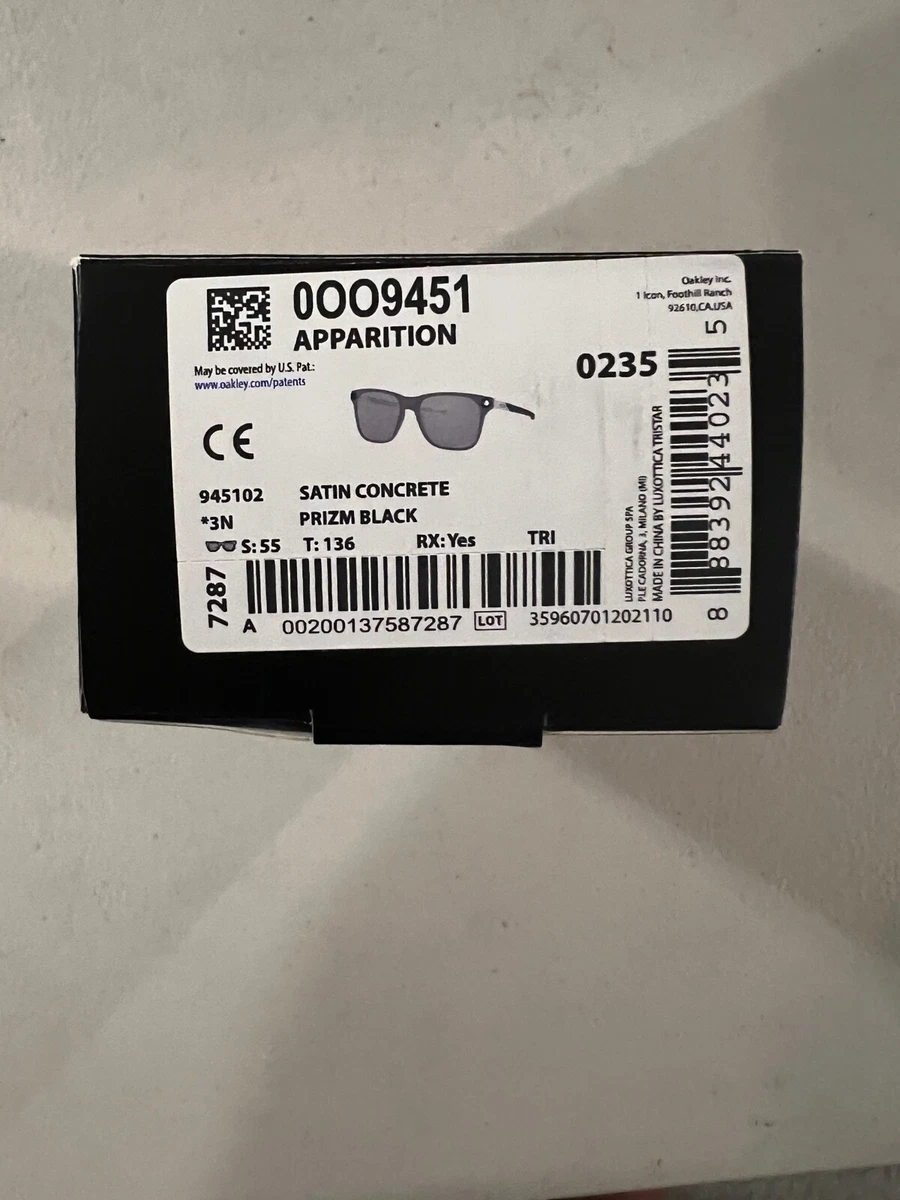 0OO9451
APPARITION
May be covered by U.S. Pat.:
www.oakley.com/patents
Oakley Inc.
1 Icon, Foothill Ranch
92610,CA.USA
0235
CE
945102 SATIN CONCRETE
*3N PRIZM BLACK
S: 55 T: 136 RX: Yes TRI
7287
A 00200137587287 LOT 35960701202110
LUXOTTICA GROUP SPA
PLE CADORNA, 3, MILANO (MI)
MADE IN CHINA BY LUXOTTICA TRISTAR
8 88392 44023 5